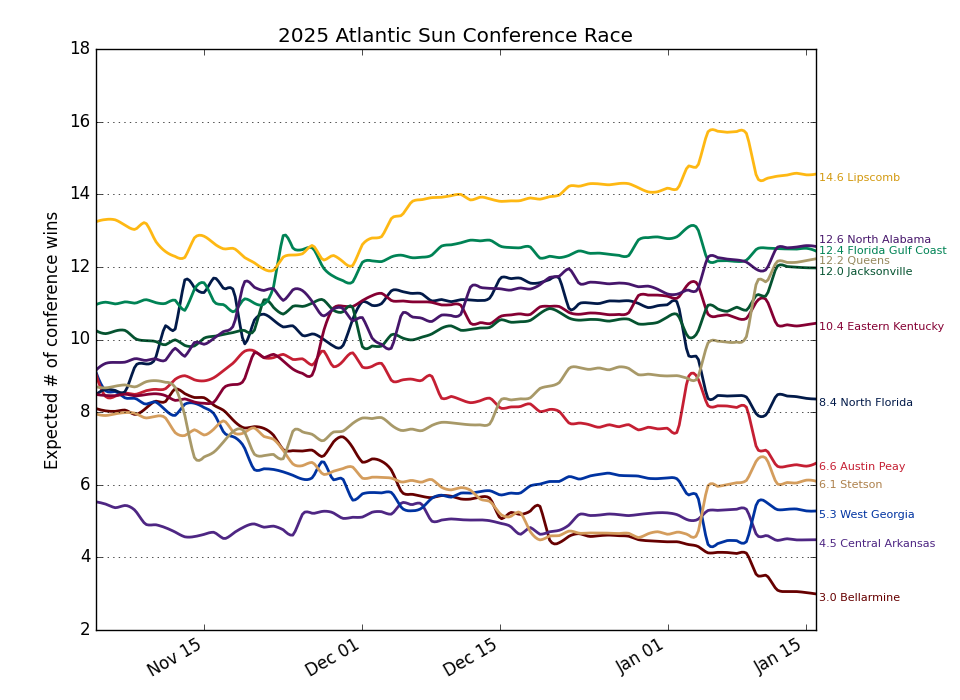 2025 Atlantic Sun Conference Race
Expected # of conference wins
18
16
14
12
10
8
6
4
2
14.6 Lipscomb
12.6 North Alabama
12.4 Florida Gulf Coast
12.2 Queens
12.0 Jacksonville
10.4 Eastern Kentucky
8.4 North Florida
6.6 Austin Peay
6.1 Stetson
5.3 West Georgia
4.5 Central Arkansas
3.0 Bellarmine
Nov 15
Dec 01
Dec 15
Jan 01
Jan 15